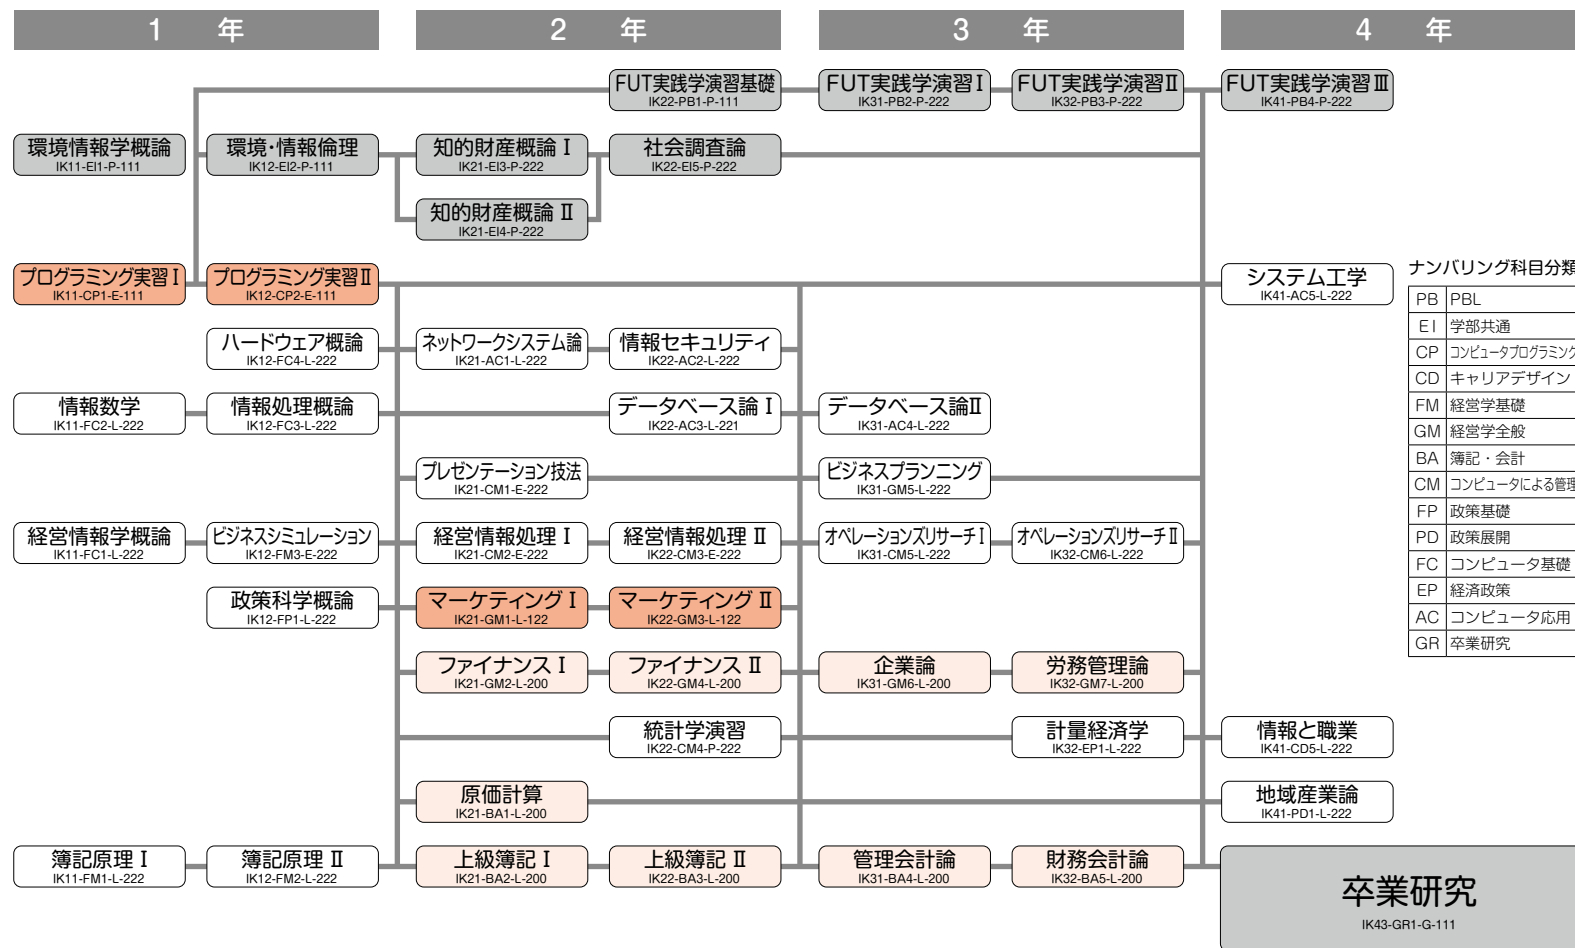 1 年
2 年
3 年
4 年
FUT実践学演習基礎
IK22-PB1-P-111
FUT実践学演習Ⅰ
IK31-PB2-P-222
FUT実践学演習Ⅱ
IK32-PB3-P-222
FUT実践学演習Ⅲ
IK41-PB4-P-222
環境情報学概論
IK11-EI1-P-111
環境・情報倫理
IK12-EI2-P-111
知的財産概論 Ⅰ
IK21-EI3-P-222
社会調査論
IK22-EI5-P-222
知的財産概論 Ⅱ
IK21-EI4-P-222
プログラミング実習Ⅰ
IK11-CP1-E-111
プログラミング実習Ⅱ
IK12-CP2-E-111
システム工学
IK41-AC5-L-222
ハードウェア概論
IK12-FC4-L-222
ネットワークシステム論
IK21-AC1-L-222
情報セキュリティ
IK22-AC2-L-222
情報数学
IK11-FC2-L-222
情報処理概論
IK12-FC3-L-222
データベース論 Ⅰ
IK22-AC3-L-221
データベース論Ⅱ
IK31-AC4-L-222
プレゼンテーション技法
IK21-CM1-E-222
ビジネスプランニング
IK31-GM5-L-222
経営情報学概論
IK11-FC1-L-222
ビジネスシミュレーション
IK12-FM3-E-222
経営情報処理 Ⅰ
IK21-CM2-E-222
経営情報処理 Ⅱ
IK22-CM3-E-222
オペレーションズリサーチⅠ
IK31-CM5-L-222
オペレーションズリサーチⅡ
IK32-CM6-L-222
政策科学概論
IK12-FP1-L-222
マーケティング Ⅰ
IK21-GM1-L-122
マーケティング Ⅱ
IK22-GM3-L-122
ファイナンス Ⅰ
IK21-GM2-L-200
ファイナンス Ⅱ
IK22-GM4-L-200
企業論
IK31-GM6-L-200
労務管理論
IK32-GM7-L-200
統計学演習
IK22-CM4-P-222
計量経済学
IK32-EP1-L-222
情報と職業
IK41-CD5-L-222
原価計算
IK21-BA1-L-200
地域産業論
IK41-PD1-L-222
簿記原理 Ⅰ
IK11-FM1-L-222
簿記原理 Ⅱ
IK12-FM2-L-222
上級簿記 Ⅰ
IK21-BA2-L-200
上級簿記 Ⅱ
IK22-BA3-L-200
管理会計論
IK31-BA4-L-200
財務会計論
IK32-BA5-L-200
卒業研究
IK43-GR1-G-111
ナンバリング科目分類
PB PBL
EI 学部共通
CP コンピュータプログラミング
CD キャリアデザイン
FM 経営学基礎
GM 経営学全般
BA 簿記・会計
CM コンピュータによる管理
FP 政策基礎
PD 政策展開
FC コンピュータ基礎
EP 経済政策
AC コンピュータ応用
GR 卒業研究